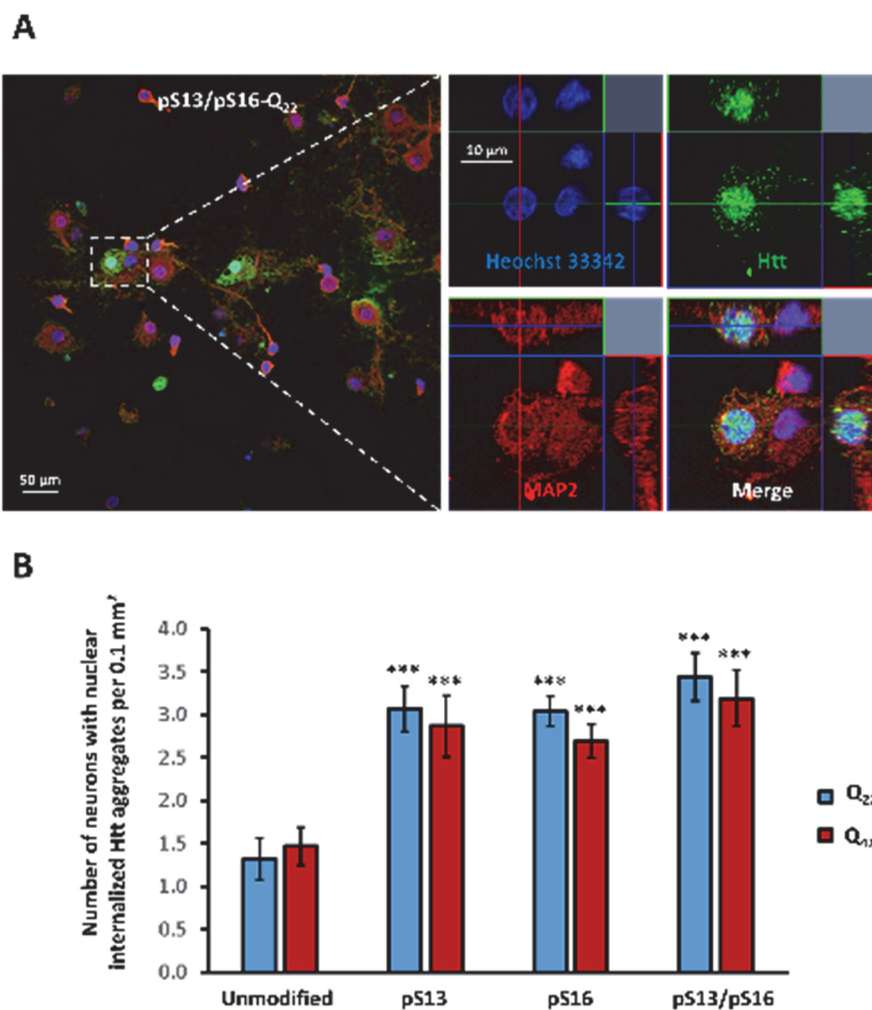 A
pS13/pS16-Q22
50 µm
10 µm
Heochst 33342
Htt
MAP2
Merge
B
Number of neurons with nuclear
internalized Htt aggregates per 0.1 mm²
4.0
3.5
3.0
2.5
2.0
1.5
1.0
0.5
0.0
*** *** *** *** *** ***
Unmodified
pS13
pS16
pS13/pS16
Q22